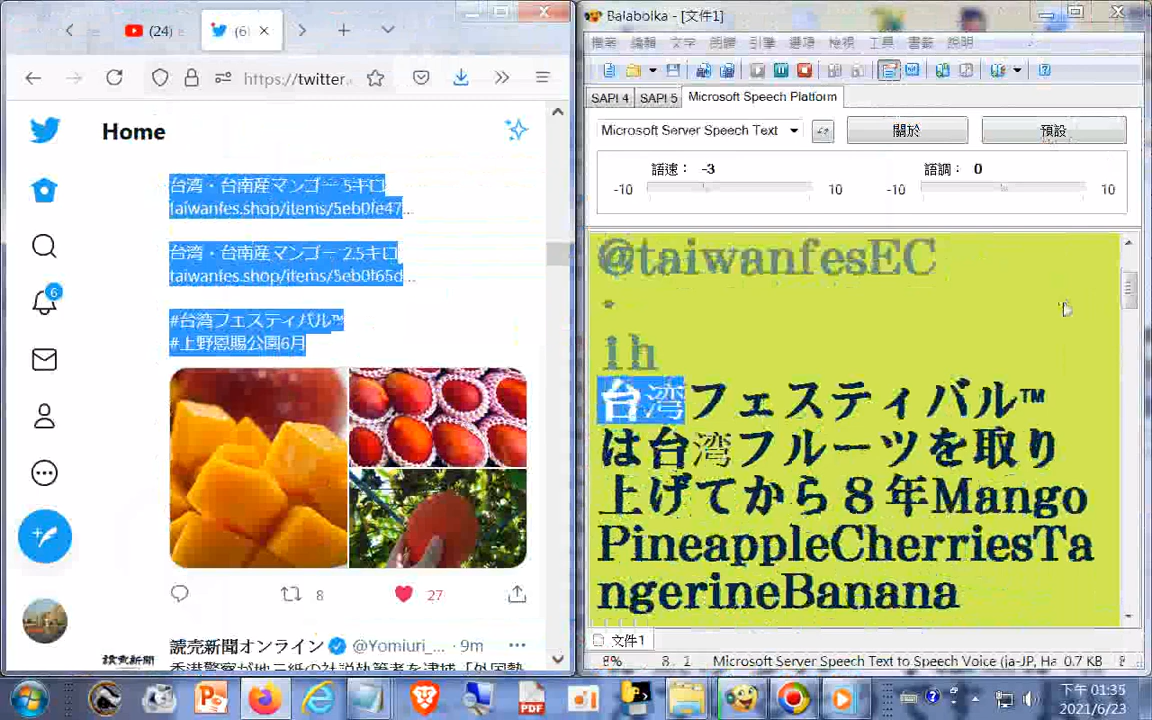 (24)
(6)
https://twitter.
Home
台湾・台南産マンゴー 5キロ
taiwanfes.shop/items/5eb0fe47...
台湾・台南産マンゴー 2.5キロ
taiwanfes.shop/items/5eb0f65d...
#台湾フェスティバル™
#上野恩賜公園6月
6
8
27
読売新聞オンライン @Yomiuri_... · 9m
読売新聞
Balabolka - [文件1]
檔案 編輯 文字 朗讀 引擎 選項 檢視 工具 書籤 說明
SAPI 4 SAPI 5 Microsoft Speech Platform
Microsoft Server Speech Text
關於
預設
語速: -3
語調: 0
-10 10 -10 10
@taiwanfesEC
·
1h
台湾フェスティバル™
は台湾フルーツを取り
上げてから８年Mango
PineappleCherriesTa
ngerineBanana
文件1
8% 8: 1 Microsoft Server Speech Text to Speech Voice (ja-JP, Ha 0.7 KB
PDF
下午 01:35
2021/6/23